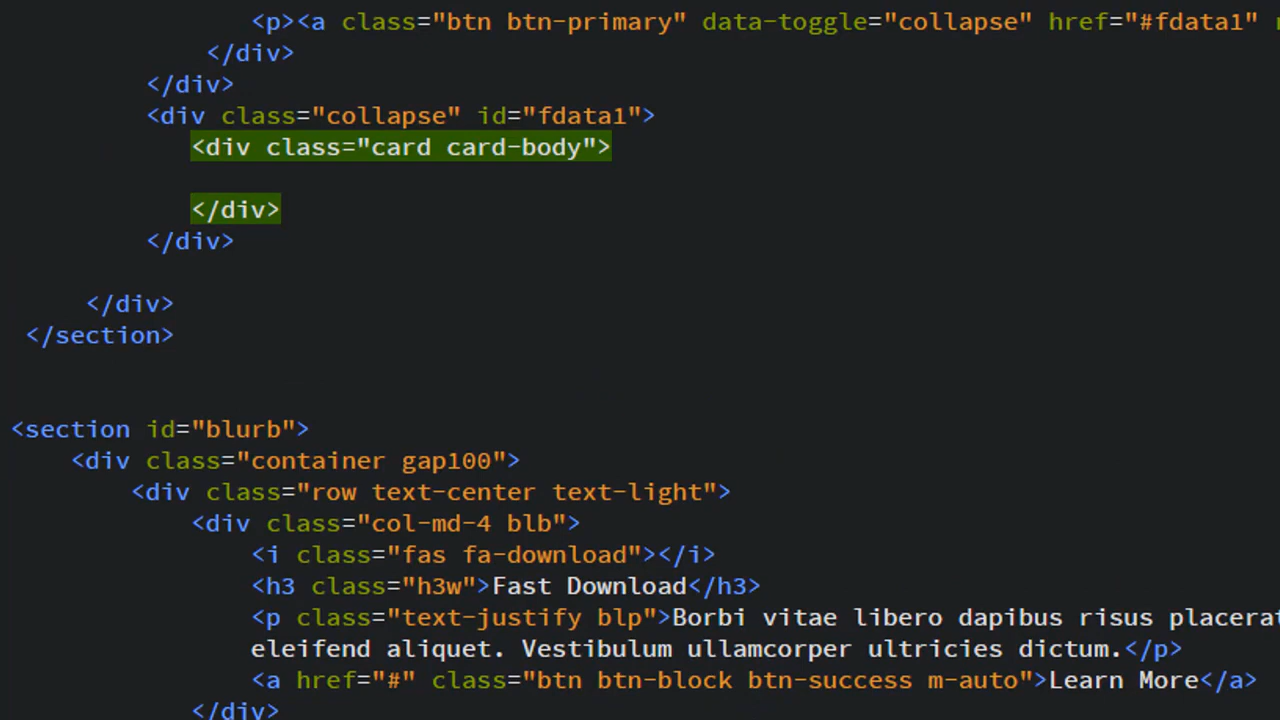 <p><a class="btn btn-primary" data-toggle="collapse" href="#fdata1"
</div>
</div>
<div class="collapse" id="fdata1">
<div class="card card-body">
</div>
</div>
</div>
</section>
<section id="blurb">
<div class="container gap100">
<div class="row text-center text-light">
<div class="col-md-4 blb">
<i class="fas fa-download"></i>
<h3 class="h3w">Fast Download</h3>
<p class="text-justify blp">Borbi vitae libero dapibus risus placerat
eleifend aliquet. Vestibulum ullamcorper ultricies dictum.</p>
<a href="#" class="btn btn-block btn-success m-auto">Learn More</a>
</div>